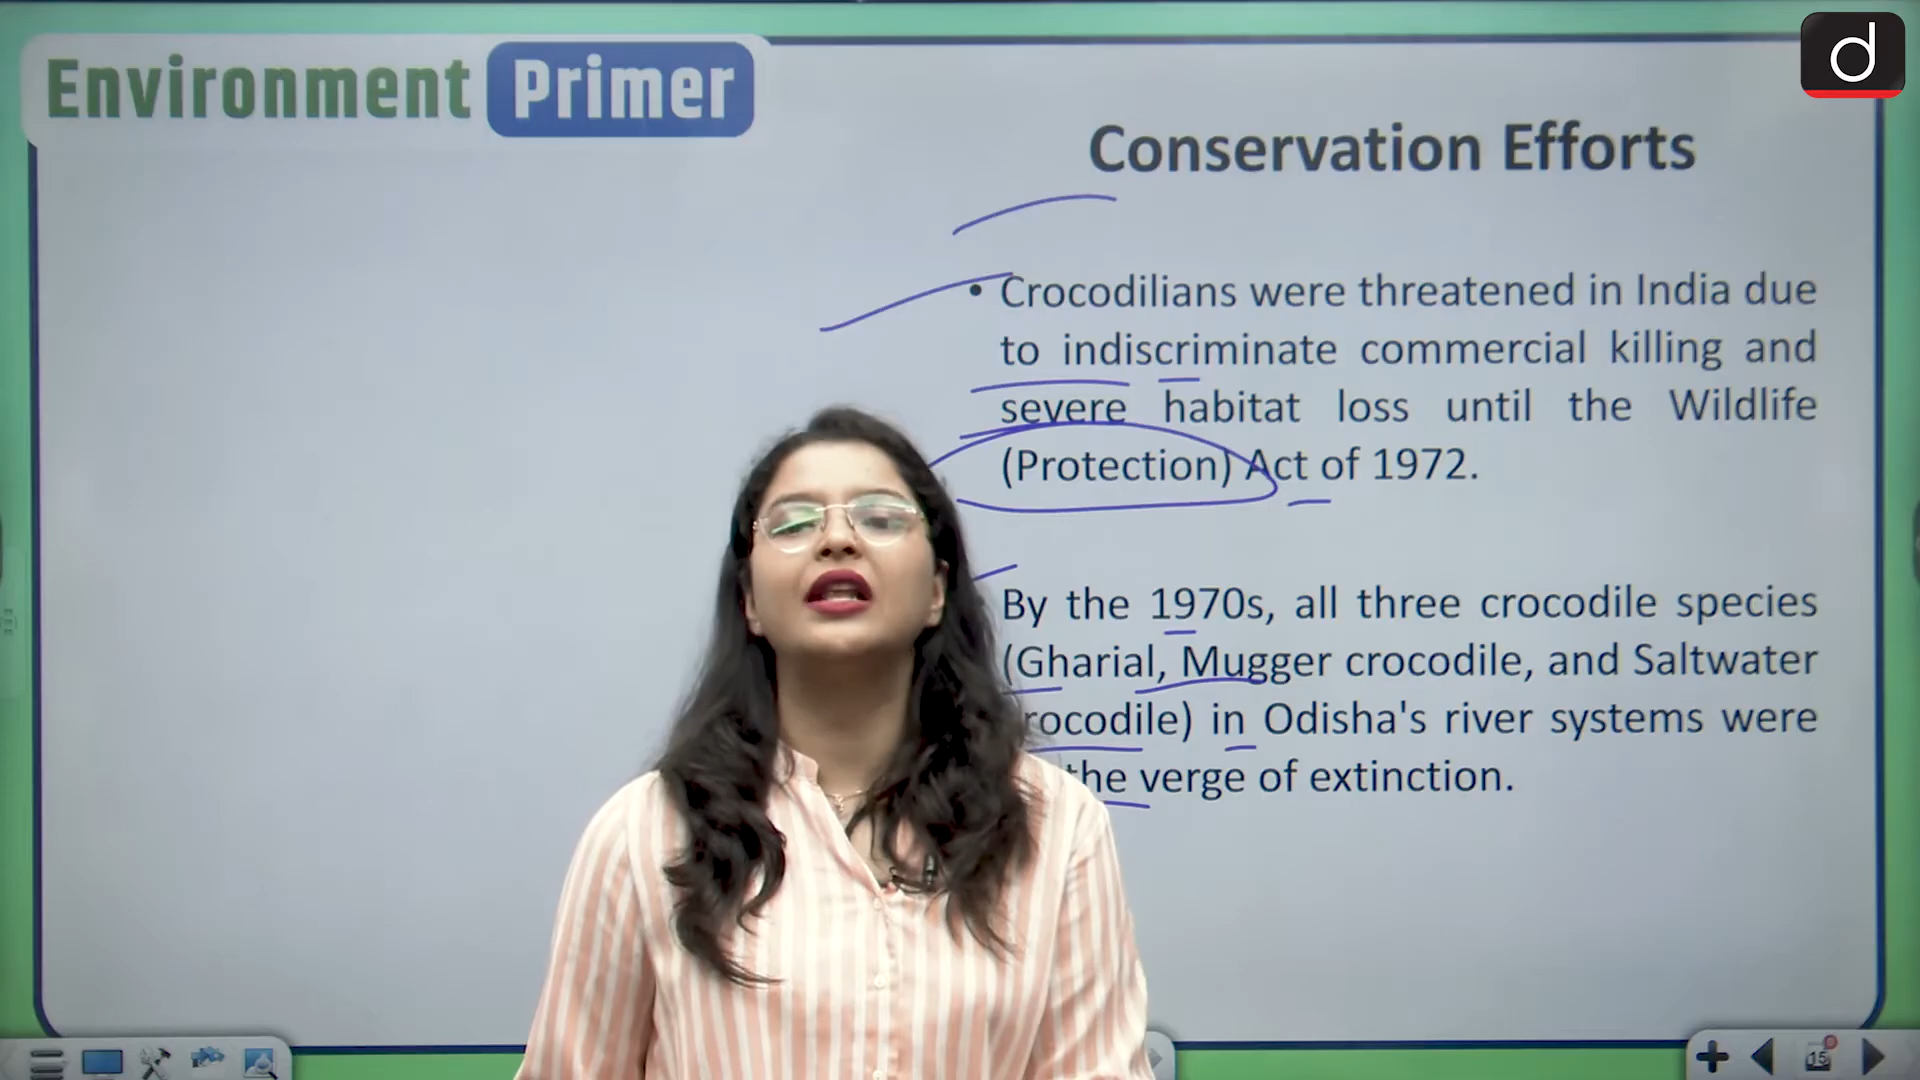 Environment Primer
d
Conservation Efforts
• Crocodilians were threatened in India due
to indiscriminate commercial killing and
severe habitat loss until the Wildlife
(Protection) Act of 1972.
By the 1970s, all three crocodile species
(Gharial, Mugger crocodile, and Saltwater
rocodile) in Odisha's river systems were
the verge of extinction.
15